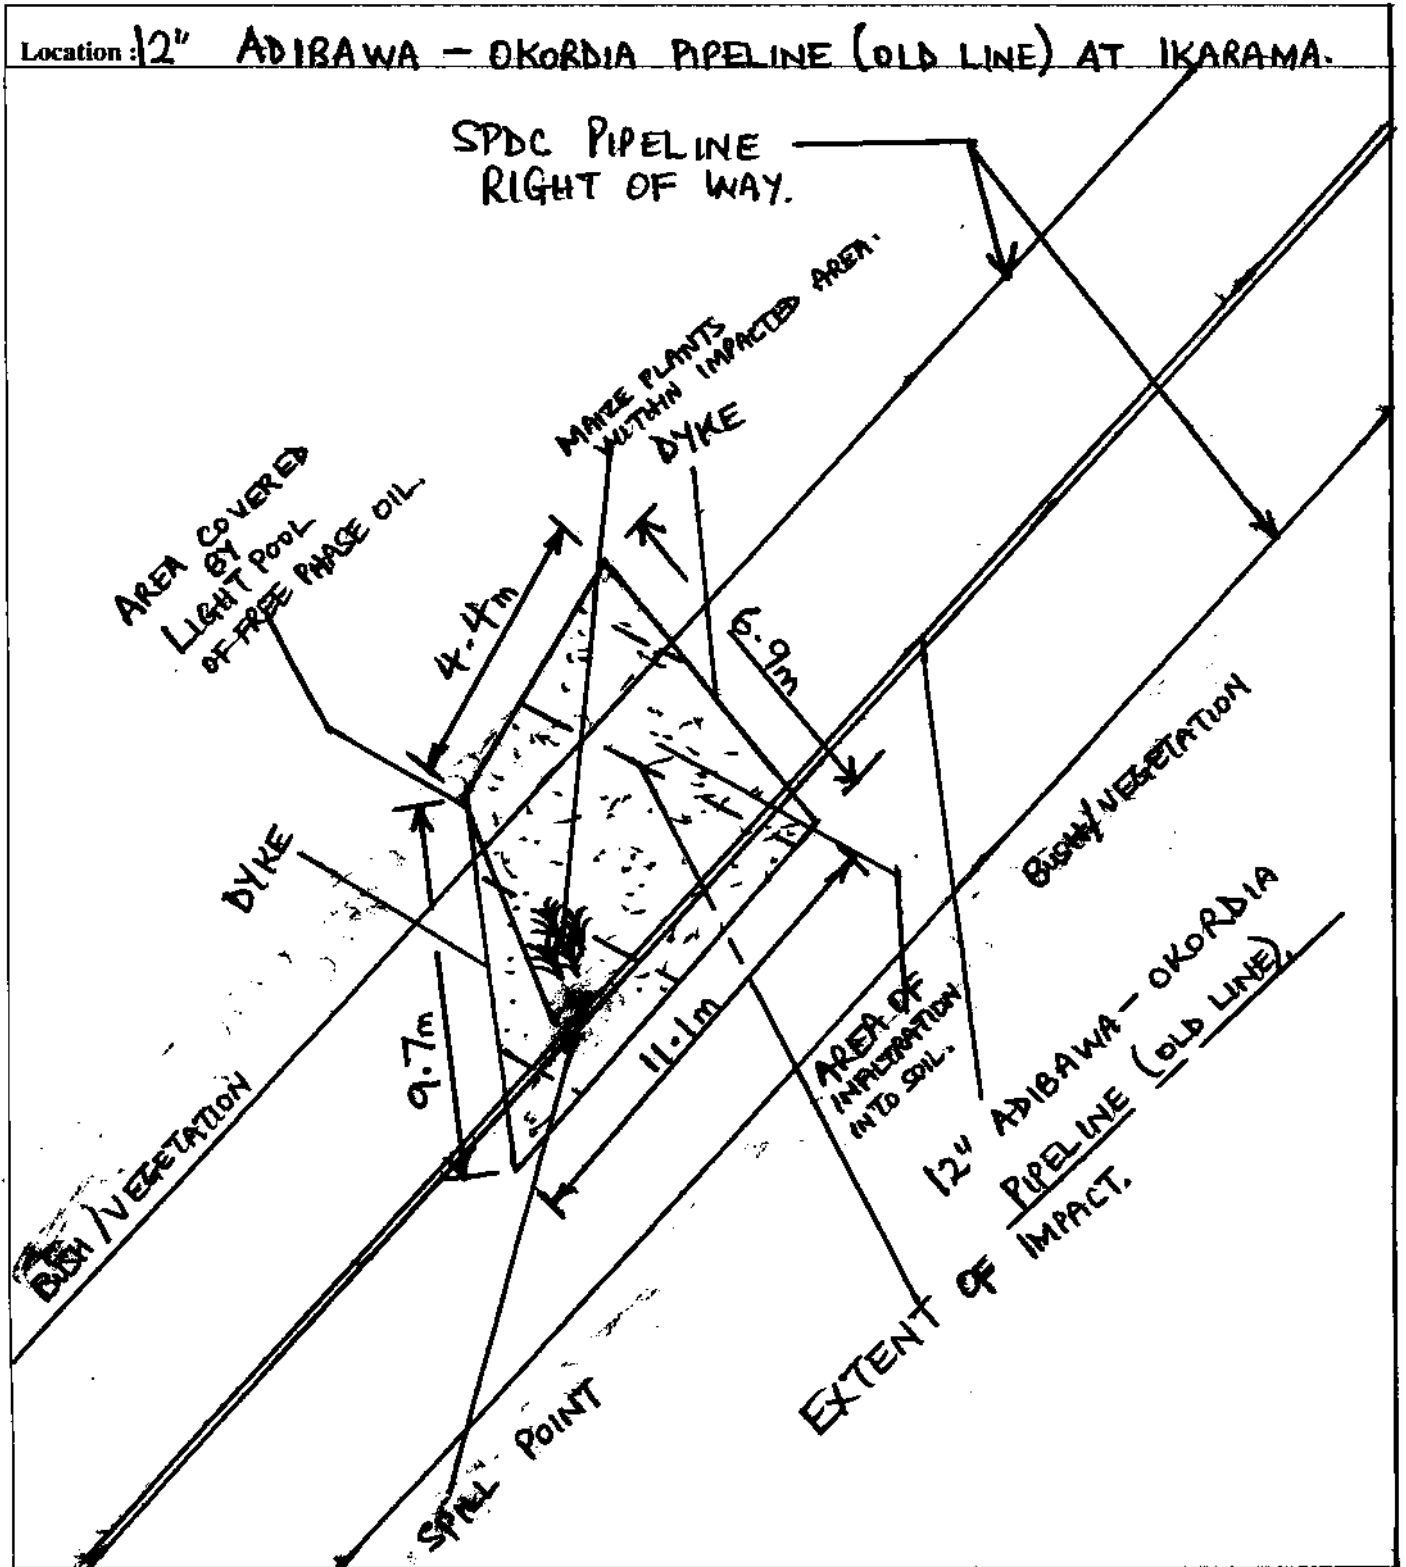 Location : 12" ADIBAWA - OKORDIA PIPELINE (OLD LINE) AT IKARAMA.
SPDC PIPELINE
RIGHT OF WAY.
MAIZE PLANTS
WITHIN IMPACTED AREA.
DYKE
AREA COVERED
BY
LIGHT POOL
OF FREE PHASE OIL.
4.4m
6.9m
DYKE
9.7m
11.1m
BUSH/VEGETATION
BUSH/VEGETATION
AREA OF
INFILTRATION
INTO SOIL.
12" ADIBAWA - OKORDIA
PIPELINE (OLD LINE).
EXTENT OF IMPACT.
SPILL POINT